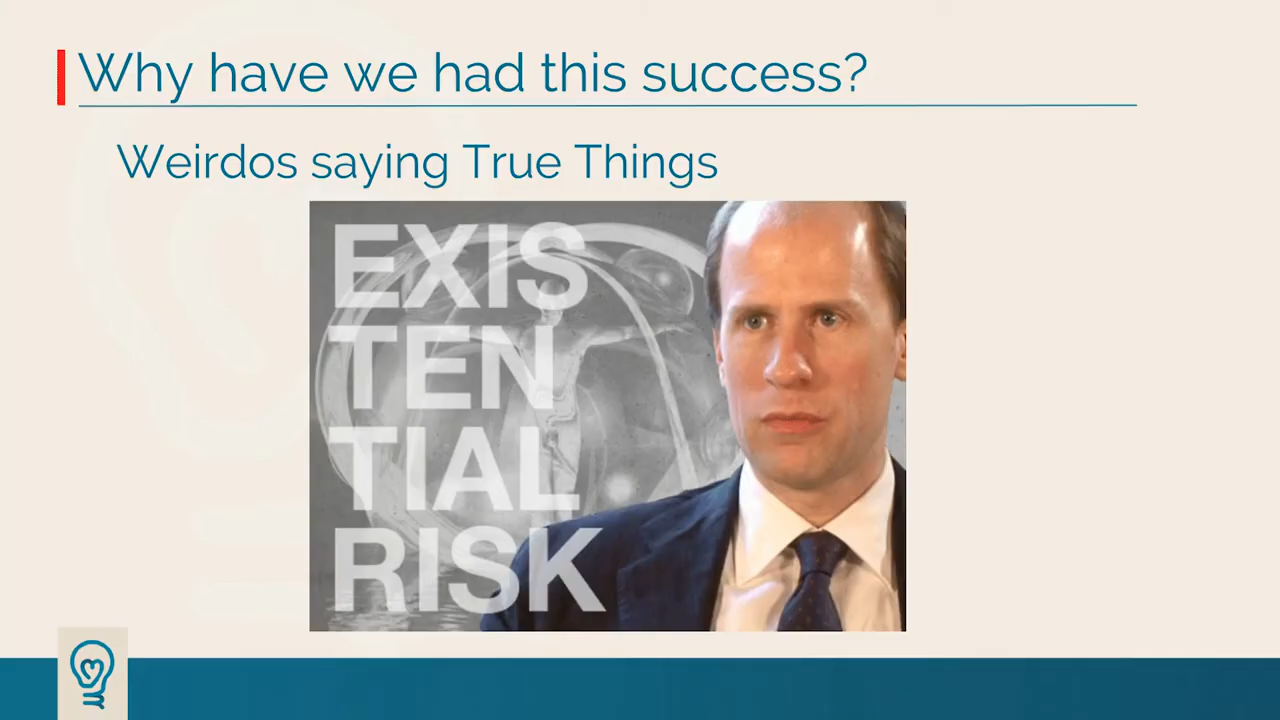 Why have we had this success?
Weirdos saying True Things
EXIS
TEN
TIAL
RISK